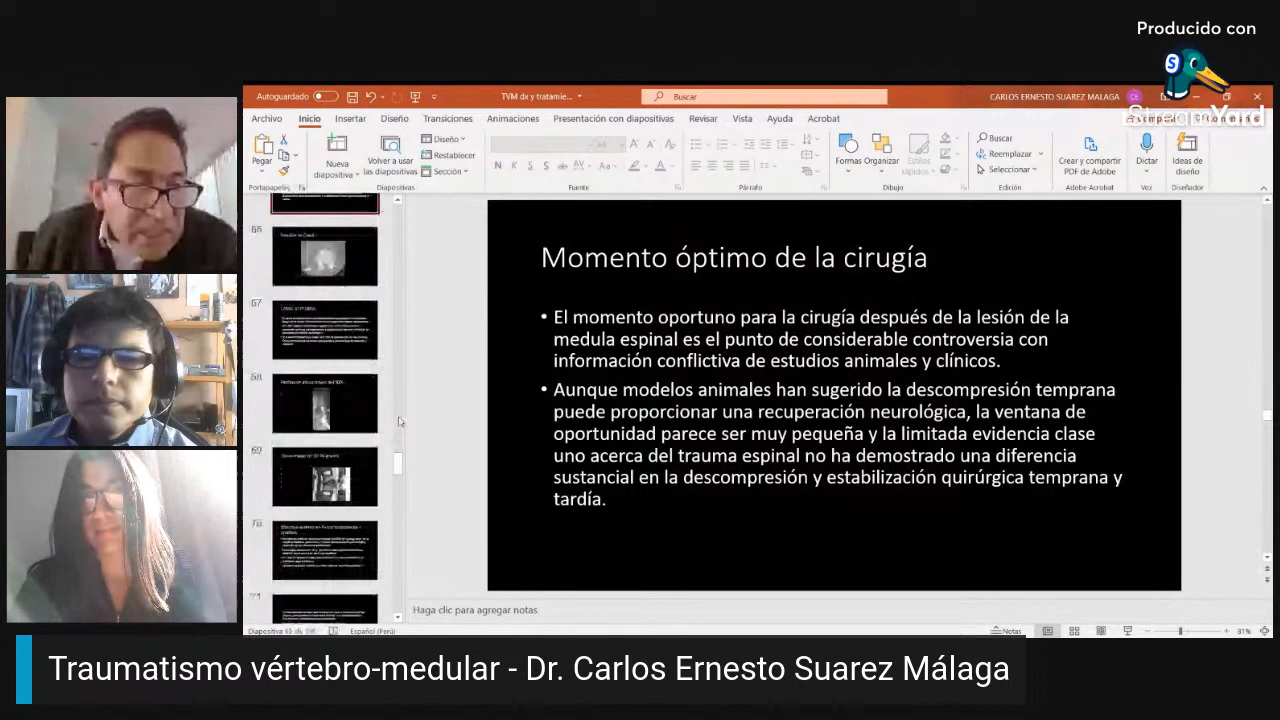 Producido con
StreamYard
Autoguardado
TVM dx y tratamie...
Buscar
CARLOS ERNESTO SUAREZ MALAGA
CE
Archivo
Inicio
Insertar
Diseño
Transiciones
Animaciones
Presentación con diapositivas
Revisar
Vista
Ayuda
Acrobat
Pegar
Nueva
diapositiva
Volver a usar
las diapositivas
Diseño
Restablecer
Sección
Formas
Organizar
Estilos
rápidos
Buscar
Reemplazar
Seleccionar
Crear y compartir
PDF de Adobe
Dictar
Ideas de
diseño
Portapapeles
Diapositivas
Fuente
Párrafo
Dibujo
Edición
Adobe Acrobat
Voz
Diseñador
66
67
68
69
70
71
Momento óptimo de la cirugía
• El momento oportuno para la cirugía después de la lesion de la
medula espinal es el punto de considerable controversia con
información conflictiva de estudios animales y clínicos.
• Aunque modelos animales han sugerido la descompresión temprana
puede proporcionar una recuperación neurológica, la ventana de
oportunidad parece ser muy pequeña y la limitada evidencia clase
uno acerca del trauma espinal no ha demostrado una diferencia
sustancial en la descompresión y estabilización quirúrgica temprana y
tardía.
Haga clic para agregar notas
Español (Perú)
Notas
31%
Traumatismo vértebro-medular - Dr. Carlos Ernesto Suarez Málaga